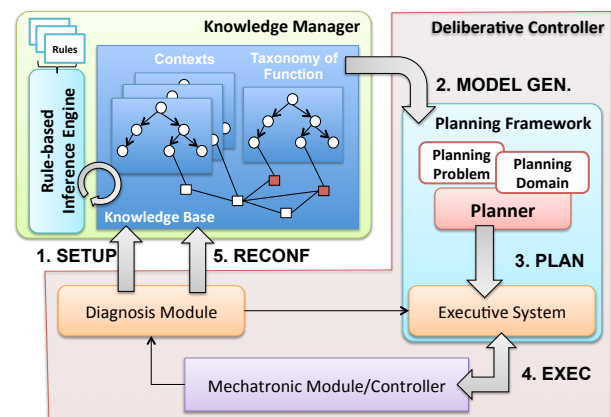 Knowledge Manager
Deliberative Controller
Rules
Rule-based
Inference Engine
Contexts
Taxonomy of
Function
Knowledge Base
2. MODEL GEN.
Planning Framework
Planning
Problem
Planning
Domain
Planner
1. SETUP
5. RECONF
3. PLAN
Diagnosis Module
Executive System
4. EXEC
Mechatronic Module/Controller